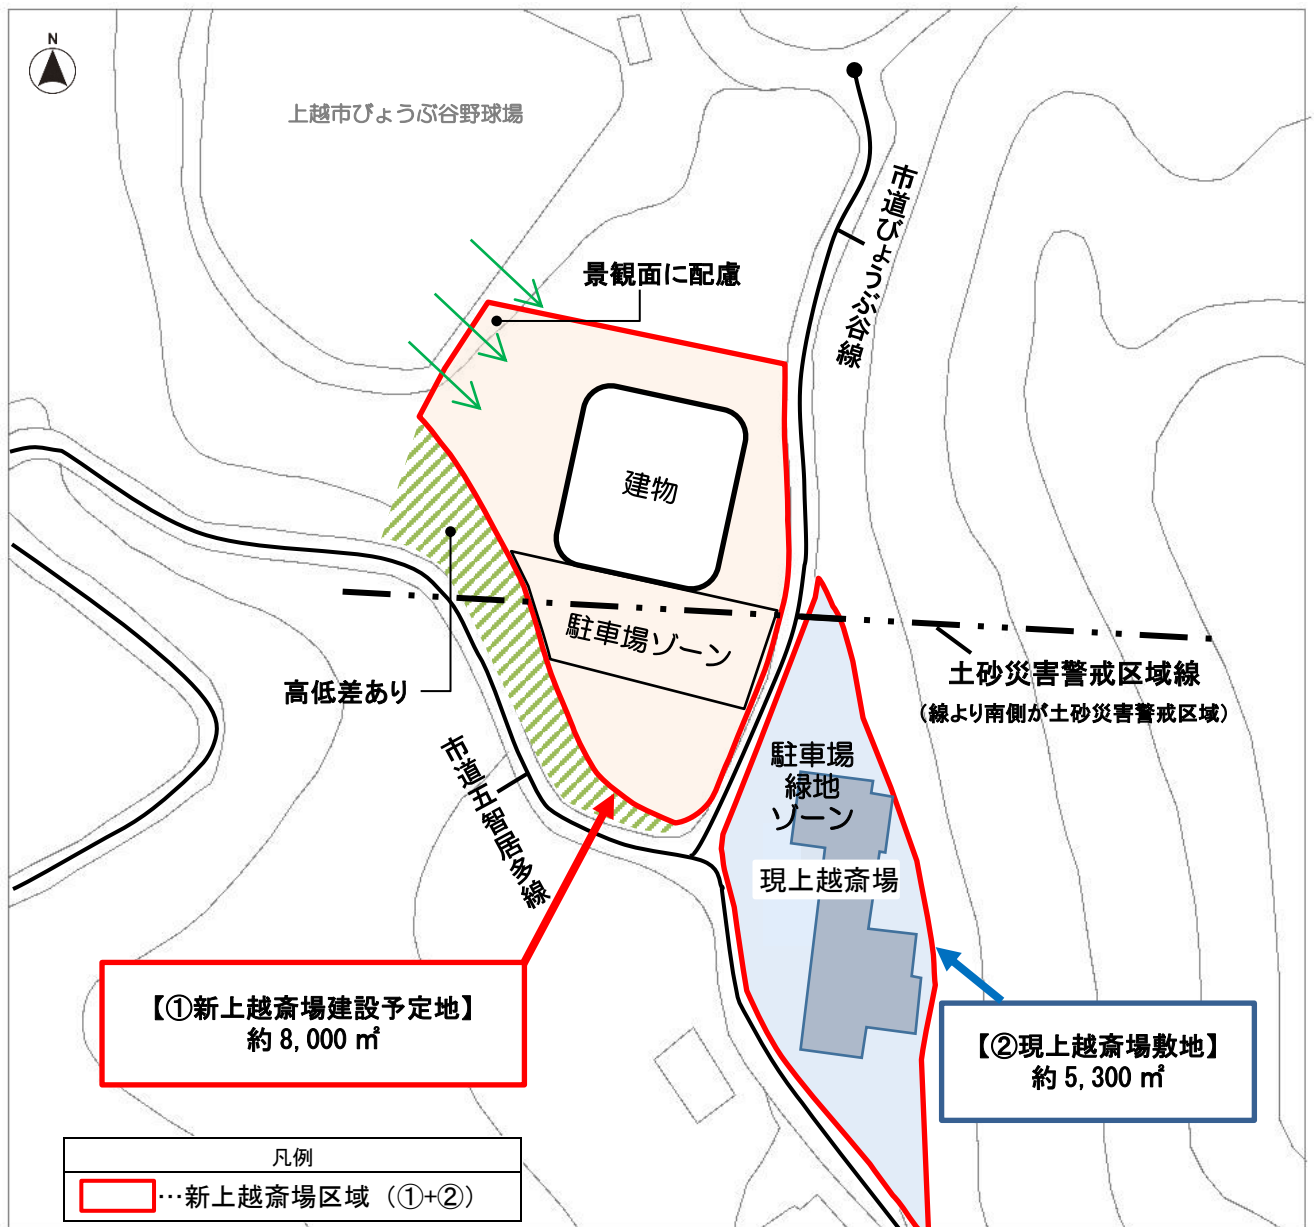 N
上越市びょうぶ谷野球場
市道びょうぶ谷線
景観面に配慮
建物
駐車場ゾーン
高低差あり
土砂災害警戒区域線
(線より南側が土砂災害警戒区域)
市道五智居多線
駐車場
緑地
ゾーン
現上越斎場
【①新上越斎場建設予定地】
約 8,000 ㎡
【②現上越斎場敷地】
約 5,300 ㎡
凡例
…新上越斎場区域（①+②）